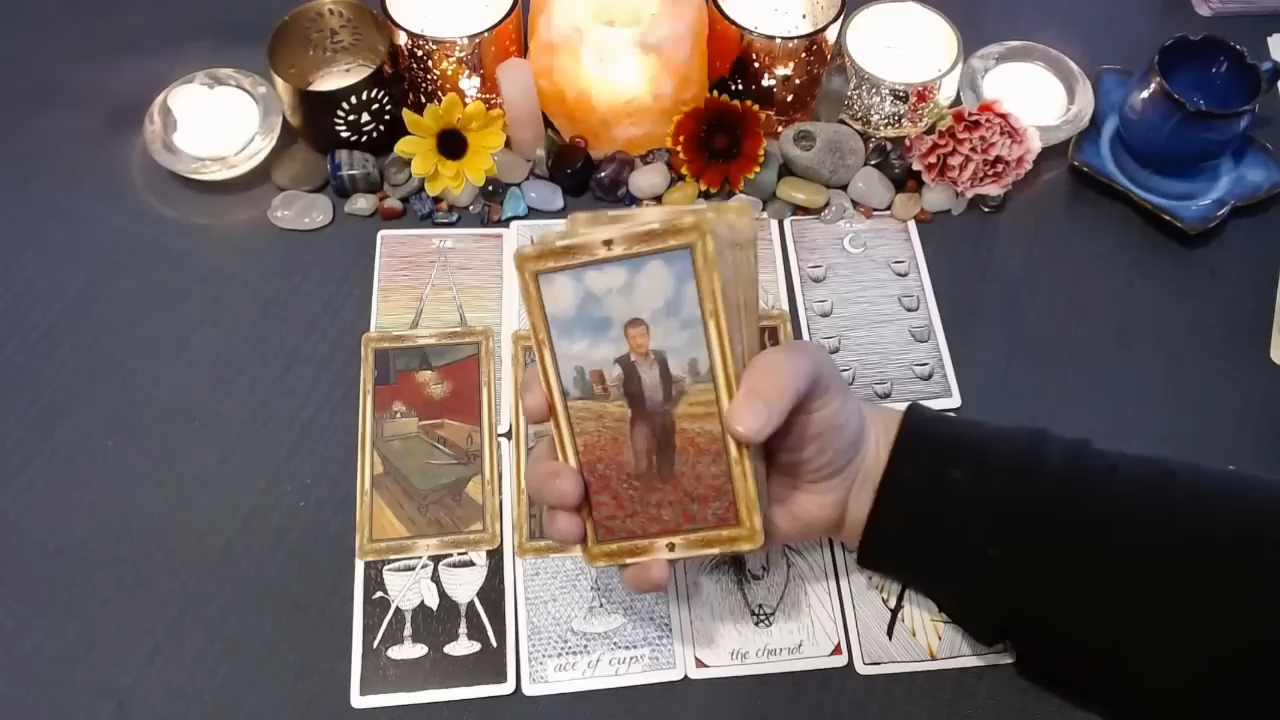 ace of cups
the chariot